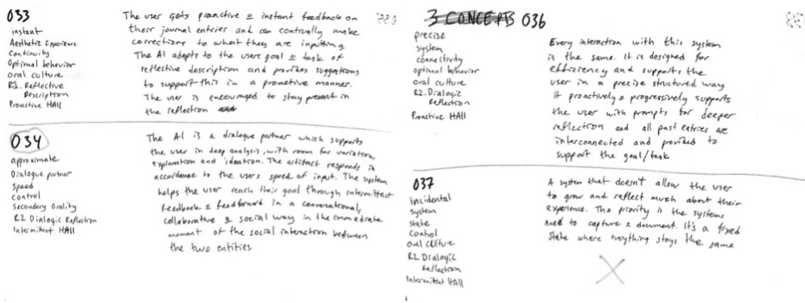 033
instant
Aesthetic Experience
Continuity
Optimal behavior
oral culture
R1. Reflective
Description
Proactive HAII
The user gets proactive & instant feedback on
their journal entries and can continually make
corrections to what they are inputting.
The AI adapts to the users goal & task of
reflective description and provides suggestions
to support this in a proactive manner.
The user is encouraged to stay present in
the reflection
034
approximate
Dialogue partner
Speed
Control
Secondary Orality
R2 Dialogic Reflection
Intermittent HAII
The AI is a dialogue partner which supports
the user in deep analysis, with room for variation,
exploration and ideation. The artifact responds in
accordance to the users speed of input. The system
helps the user reach their goal through intermittent
feedback & feedforward in a conversational,
collaborative & social way in the immediate
moment of the social interaction between
the two entities
3 CONCEPTS 036
precise
system
connectivity
optimal behavior
oral culture
R2. Dialogic
Reflection
Proactive HAII
Every interaction with this system
is the same. It is designed for
efficiency and supports the
user in a precise structured way.
It proactively & progressively supports
the user with prompts for deeper
reflection and all past entries are
interconnected and provided to
support the goal/task
037
incidental
system
state
Control
oral culture
R2. Dialogic
Reflection
Intermittent HAII
A system that doesn't allow the user
to grow and reflect much about their
experience. The priority is the systems
need to capture & document. It's a fixed
state where everything stays the same